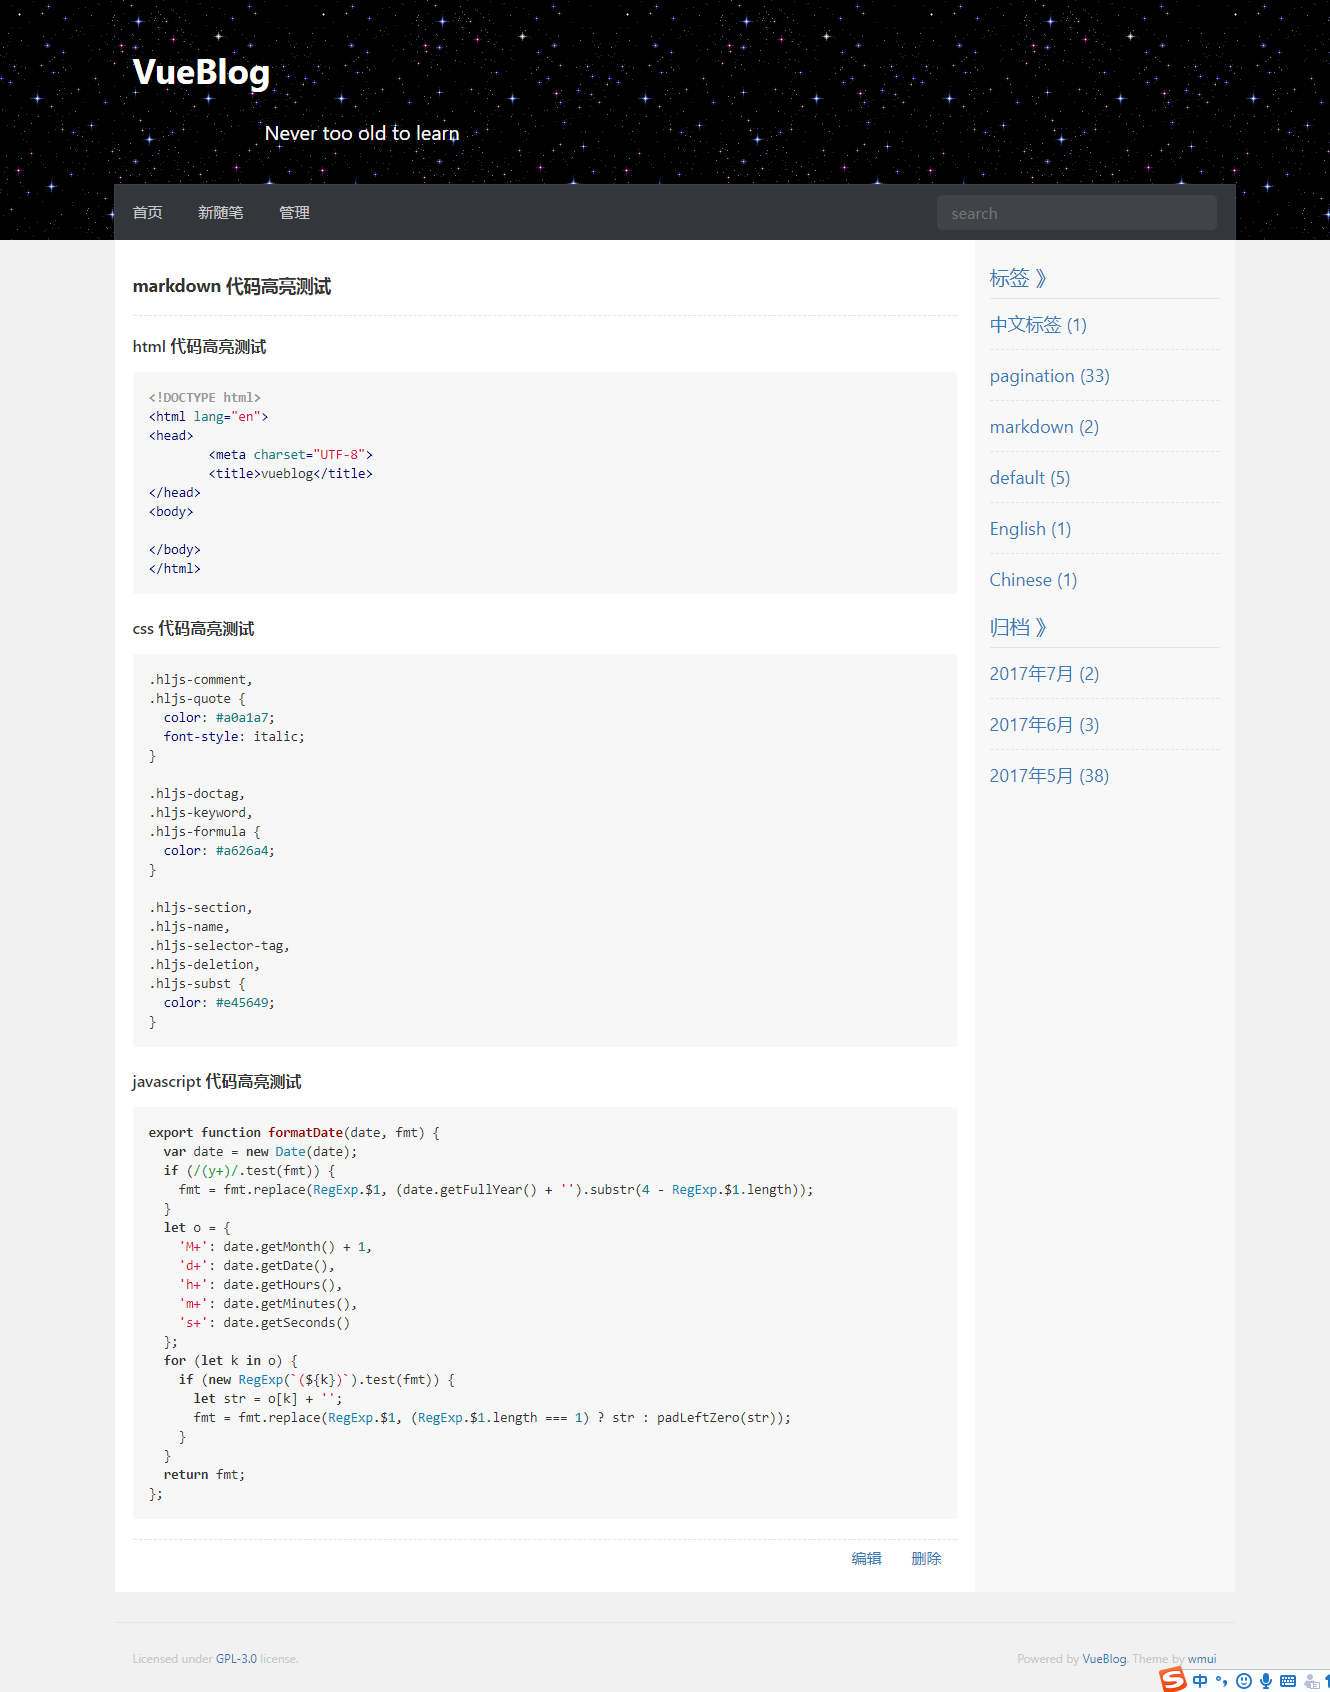 VueBlog
Never too old to learn
首页 新随笔 管理 search
markdown 代码高亮测试
html 代码高亮测试
<!DOCTYPE html>
<html lang="en">
<head>
        <meta charset="UTF-8">
        <title>vueblog</title>
</head>
<body>

</body>
</html>
css 代码高亮测试
.hljs-comment,
.hljs-quote {
  color: #a0a1a7;
  font-style: italic;
}

.hljs-doctag,
.hljs-keyword,
.hljs-formula {
  color: #a626a4;
}

.hljs-section,
.hljs-name,
.hljs-selector-tag,
.hljs-deletion,
.hljs-subst {
  color: #e45649;
}
javascript 代码高亮测试
export function formatDate(date, fmt) {
  var date = new Date(date);
  if (/(y+)/.test(fmt)) {
    fmt = fmt.replace(RegExp.$1, (date.getFullYear() + '').substr(4 - RegExp.$1.length));
  }
  let o = {
    'M+': date.getMonth() + 1,
    'd+': date.getDate(),
    'h+': date.getHours(),
    'm+': date.getMinutes(),
    's+': date.getSeconds()
  };
  for (let k in o) {
    if (new RegExp(`(${k})`).test(fmt)) {
      let str = o[k] + '';
      fmt = fmt.replace(RegExp.$1, (RegExp.$1.length === 1) ? str : padLeftZero(str));
    }
  }
  return fmt;
};
编辑 删除
标签 》
中文标签 (1)
pagination (33)
markdown (2)
default (5)
English (1)
Chinese (1)
归档 》
2017年7月 (2)
2017年6月 (3)
2017年5月 (38)
Licensed under GPL-3.0 license.
Powered by VueBlog. Theme by wmui
S 中